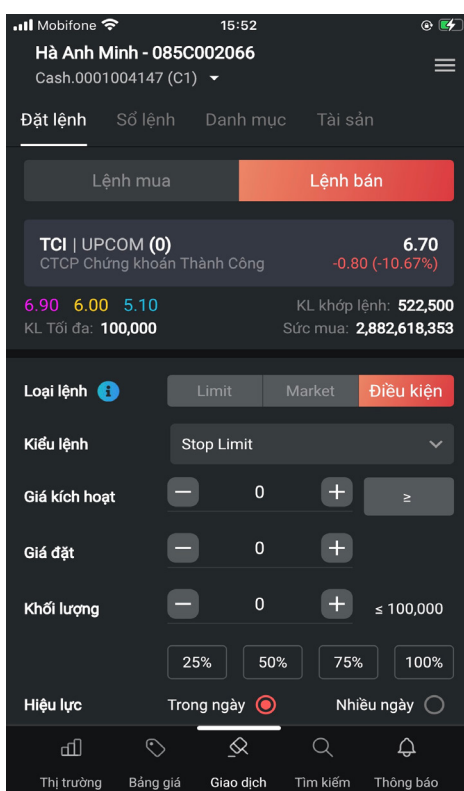 Mobifone 15:52
Hà Anh Minh - 085C002066
Cash.0001004147 (C1)
Đặt lệnh Sổ lệnh Danh mục Tài sản
Lệnh mua Lệnh bán
TCI | UPCOM (0) 6.70
CTCP Chứng khoán Thành Công -0.80 (-10.67%)
6.90 6.00 5.10 KL khớp lệnh: 522,500
KL Tối đa: 100,000 Sức mua: 2,882,618,353
Loại lệnh i Limit Market Điều kiện
Kiểu lệnh Stop Limit
Giá kích hoạt − 0 + ≥
Giá đặt − 0 +
Khối lượng − 0 + ≤ 100,000
25% 50% 75% 100%
Hiệu lực Trong ngày Nhiều ngày
Thị trường Bảng giá Giao dịch Tìm kiếm Thông báo